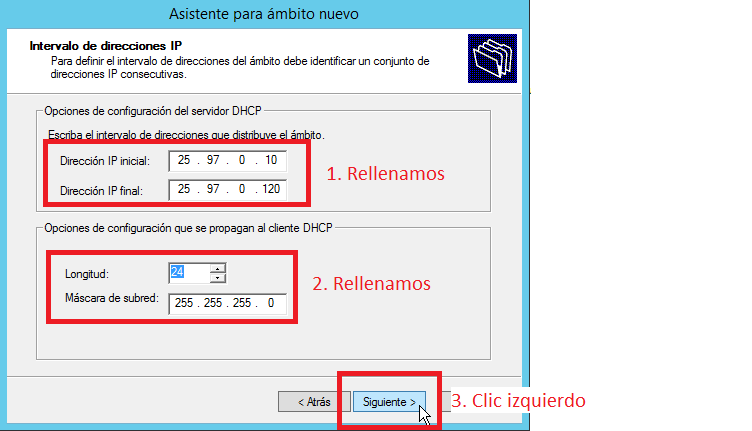 Asistente para ámbito nuevo
Intervalo de direcciones IP
Para definir el intervalo de direcciones del ámbito debe identificar un conjunto de
direcciones IP consecutivas.
Opciones de configuración del servidor DHCP
Escriba el intervalo de direcciones que distribuye el ámbito.
Dirección IP inicial: 25 . 97 . 0 . 10
1. Rellenamos
Dirección IP final: 25 . 97 . 0 . 120
Opciones de configuración que se propagan al cliente DHCP
Longitud: 24
2. Rellenamos
Máscara de subred: 255 . 255 . 255 . 0
< Atrás Siguiente > 3. Clic izquierdo